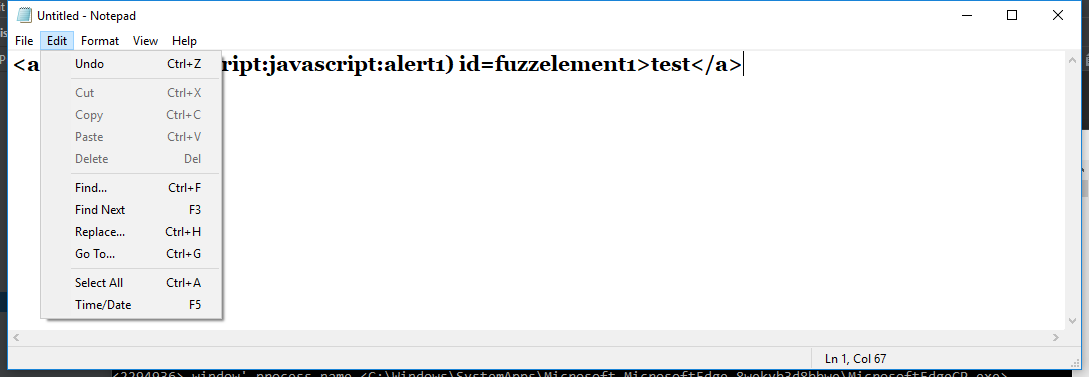 Untitled - Notepad
File Edit Format View Help
<a ript:javascript:alert1) id=fuzzelement1>test</a>
Undo Ctrl+Z
Cut Ctrl+X
Copy Ctrl+C
Paste Ctrl+V
Delete Del
Find... Ctrl+F
Find Next F3
Replace... Ctrl+H
Go To... Ctrl+G
Select All Ctrl+A
Time/Date F5
Ln 1, Col 67
<2294936> window' process name <C:\Windows\SystemApps\Microsoft.MicrosoftEdge_8wekyb3d8bbwe\MicrosoftEdgeCP.exe>